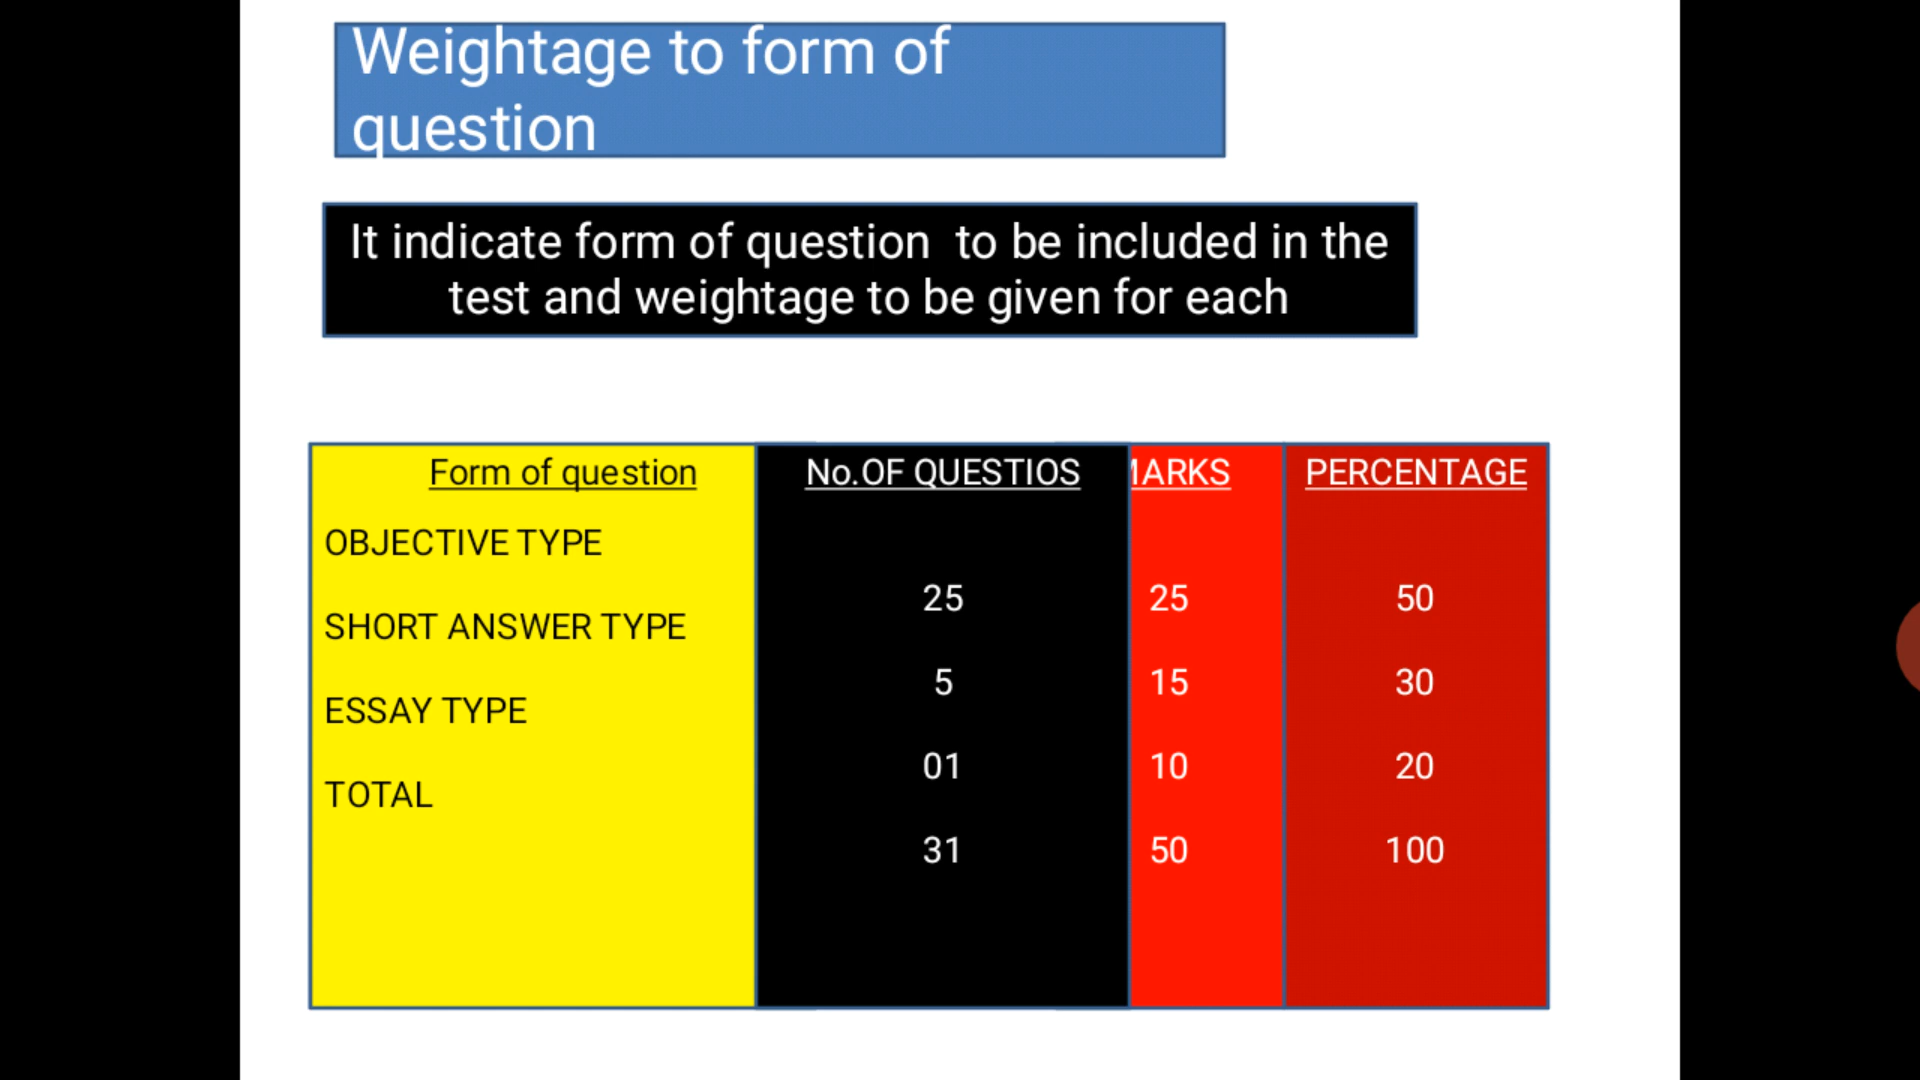 Weightage to form of
question
It indicate form of question  to be included in the
test and weightage to be given for each
Form of question
OBJECTIVE TYPE
SHORT ANSWER TYPE
ESSAY TYPE
TOTAL
No.OF QUESTIOS
25
5
01
31
MARKS
25
15
10
50
PERCENTAGE
50
30
20
100